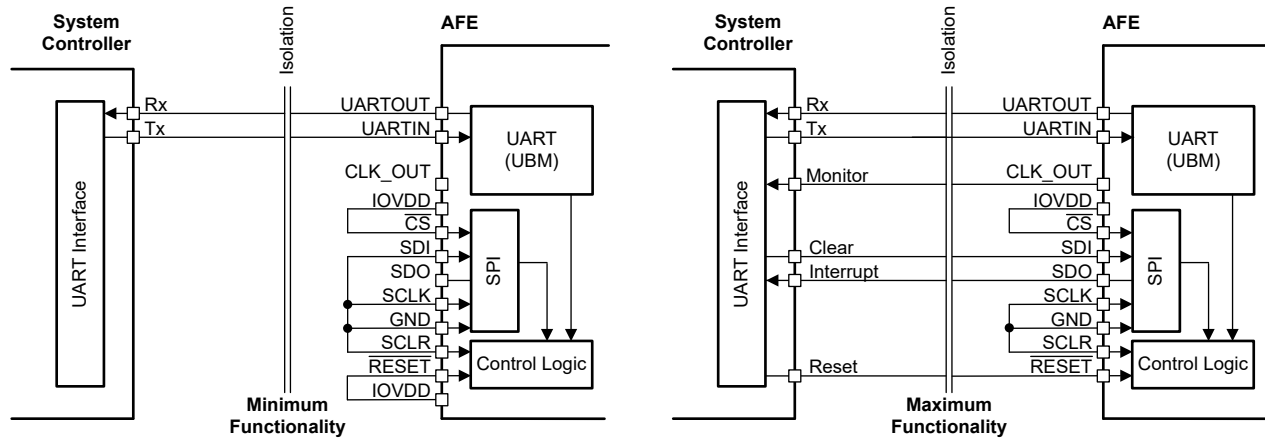 System
Controller
Isolation
AFE
UART Interface
Rx
Tx
UARTOUT
UARTIN
CLK_OUT
IOVDD
CS
SDI
SDO
SCLK
GND
SCLR
RESET
IOVDD
UART
(UBM)
SPI
Control Logic
Minimum
Functionality
System
Controller
Isolation
AFE
UART Interface
Rx
Tx
Monitor
Clear
Interrupt
Reset
UARTOUT
UARTIN
CLK_OUT
IOVDD
CS
SDI
SDO
SCLK
GND
SCLR
RESET
UART
(UBM)
SPI
Control Logic
Maximum
Functionality